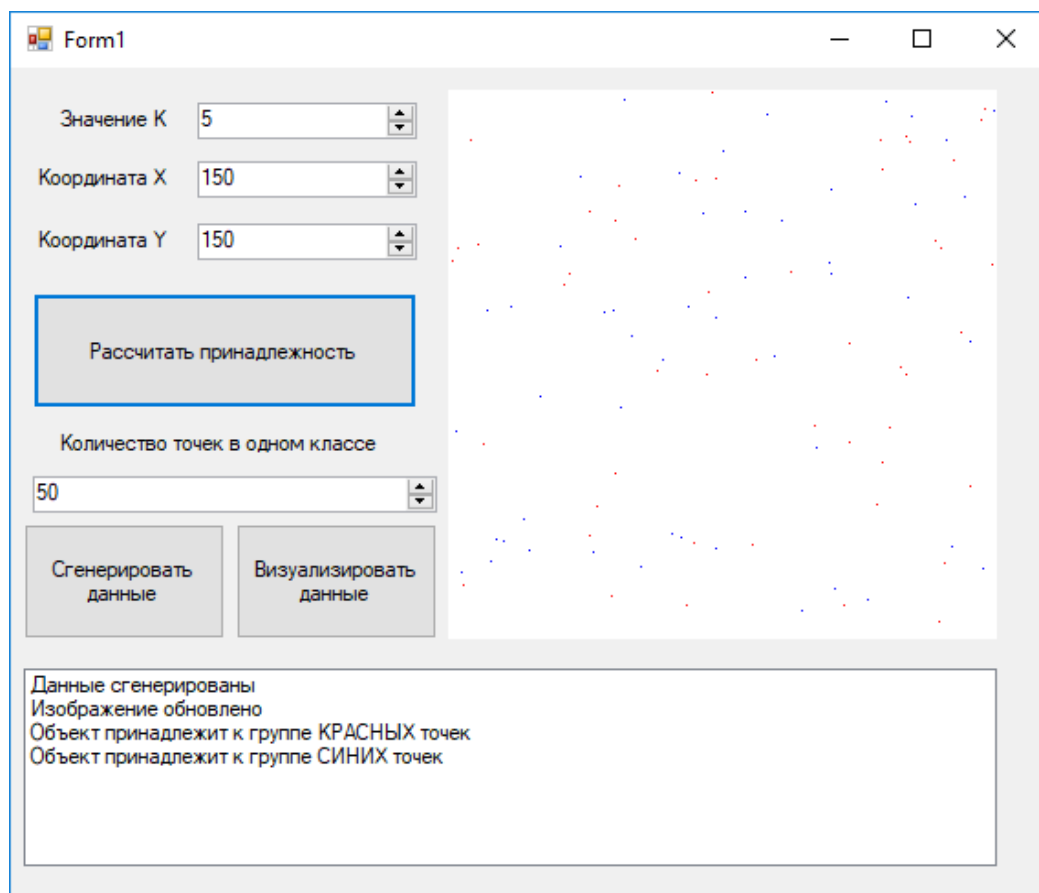 Form1
Значение K
5
Координата X
150
Координата Y
150
Рассчитать принадлежность
Количество точек в одном классе
50
Сгенерировать
данные
Визуализировать
данные
Данные сгенерированы
Изображение обновлено
Объект принадлежит к группе КРАСНЫХ точек
Объект принадлежит к группе СИНИХ точек